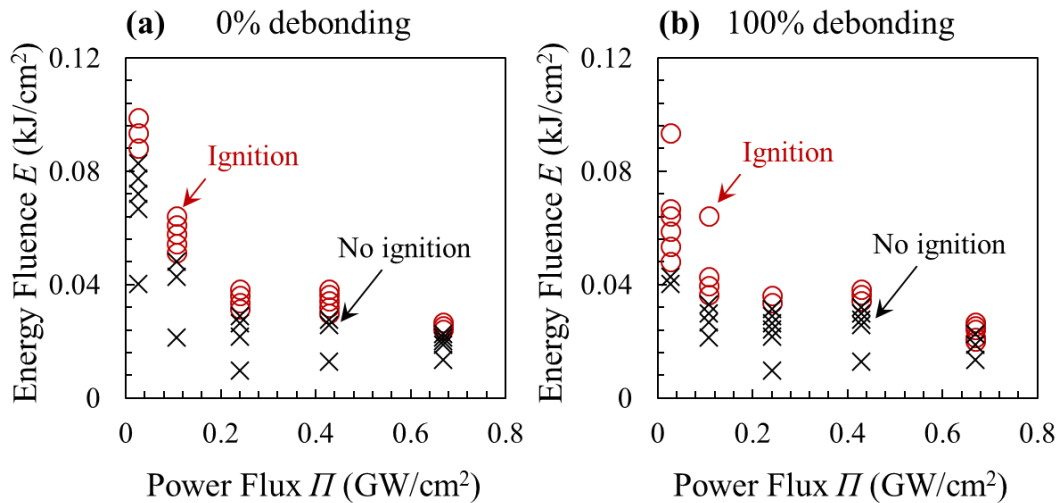 (a) 0% debonding
Energy Fluence E (kJ/cm²)
0.12
0.08
0.04
0
Ignition
No ignition
0 0.2 0.4 0.6 0.8
Power Flux Π (GW/cm²)
(b) 100% debonding
Energy Fluence E (kJ/cm²)
0.12
0.08
0.04
0
Ignition
No ignition
0 0.2 0.4 0.6 0.8
Power Flux Π (GW/cm²)